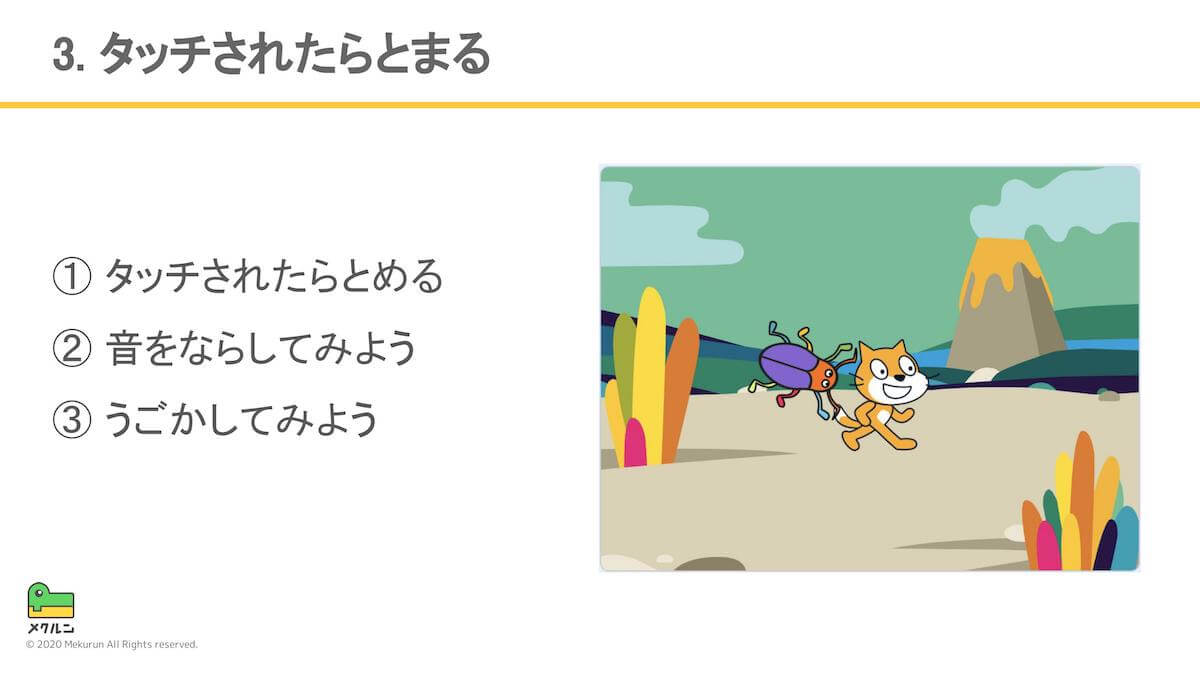 3. タッチされたらとまる
① タッチされたらとめる
② 音をならしてみよう
③ うごかしてみよう
メクルン
© 2020 Mekurun All Rights reserved.